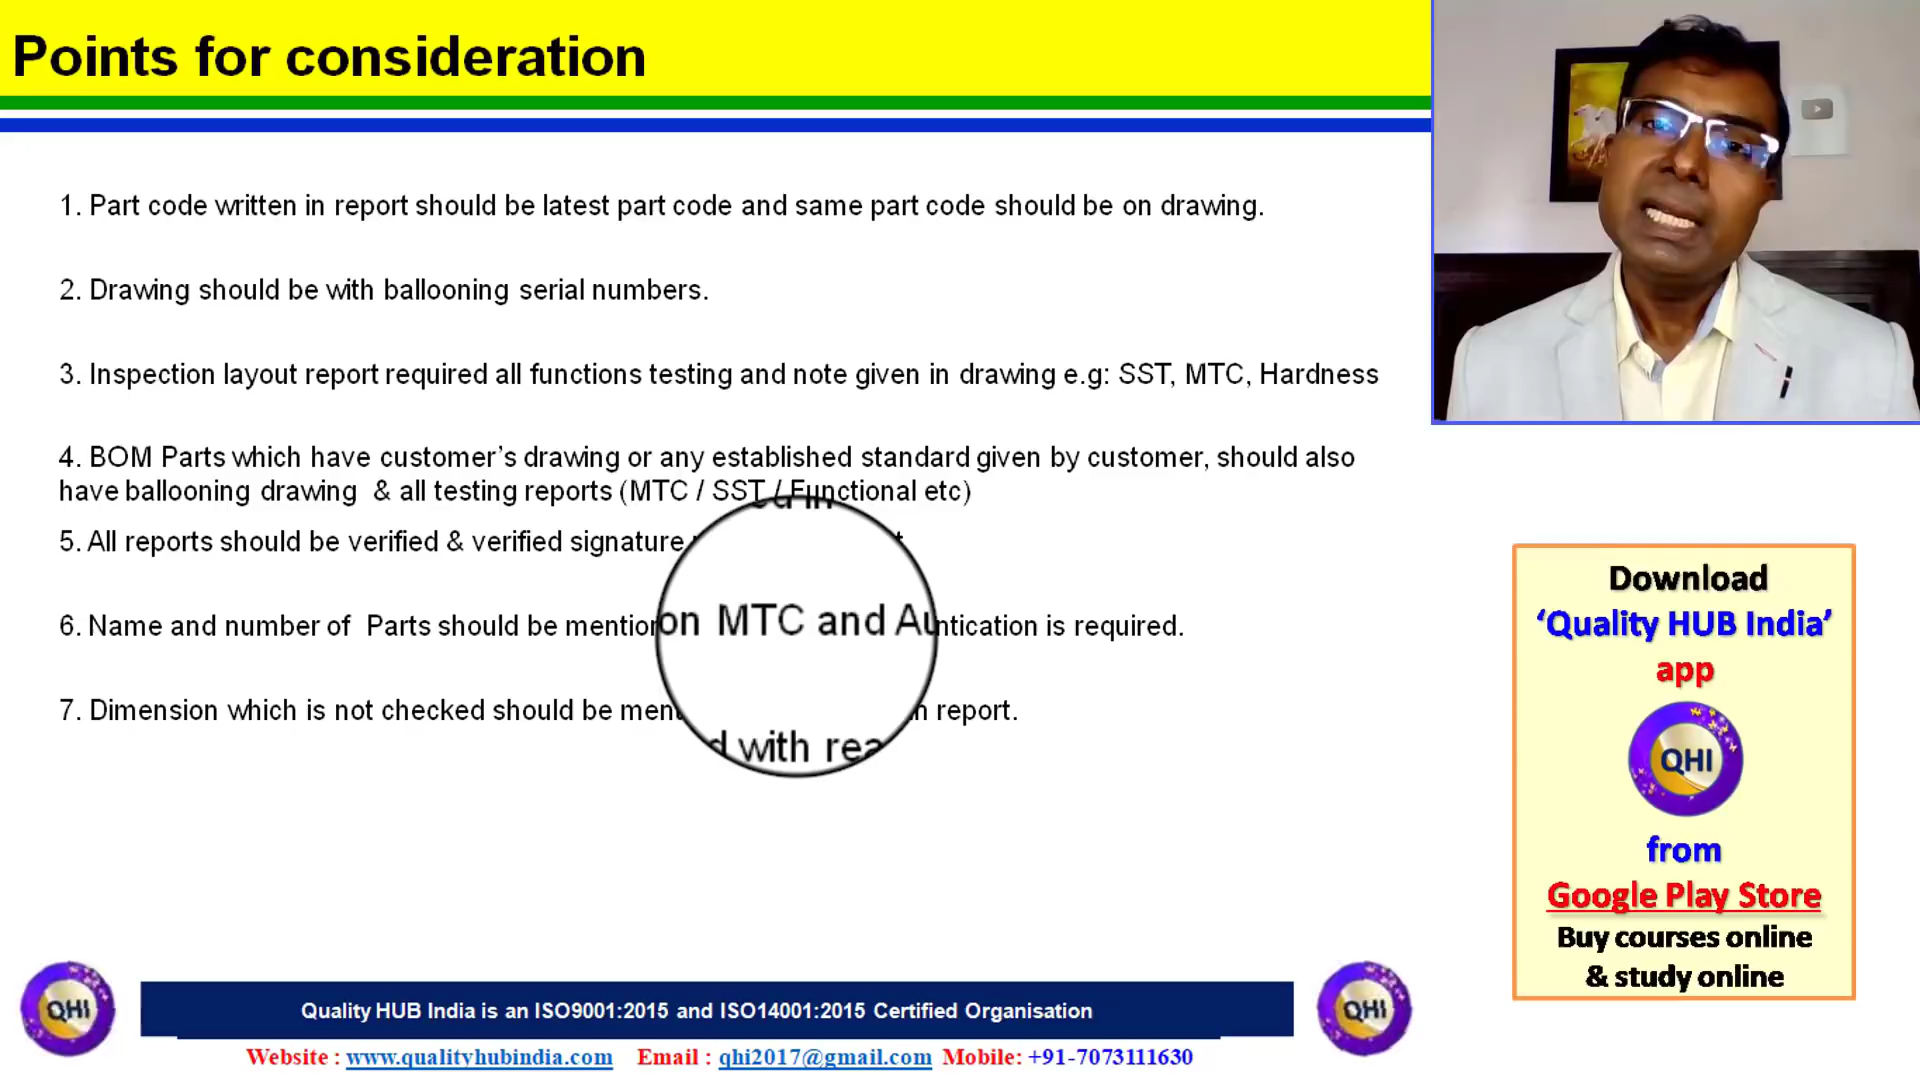 Points for consideration
1. Part code written in report should be latest part code and same part code should be on drawing.
2. Drawing should be with ballooning serial numbers.
3. Inspection layout report required all functions testing and note given in drawing e.g: SST, MTC, Hardness
4. BOM Parts which have customer's drawing or any established standard given by customer, should also
have ballooning drawing & all testing reports (MTC / SST / Functional etc)
5. All reports should be verified & verified signature
6. Name and number of Parts should be mention on MTC and Auntication is required.
7. Dimension which is not checked should be ment d with rea n report.
Download
‘Quality HUB India’
app
QHI
from
Google Play Store
Buy courses online
& study online
QHI
Quality HUB India is an ISO9001:2015 and ISO14001:2015 Certified Organisation
QHI
Website : www.qualityhubindia.com Email : qhi2017@gmail.com Mobile: +91-7073111630